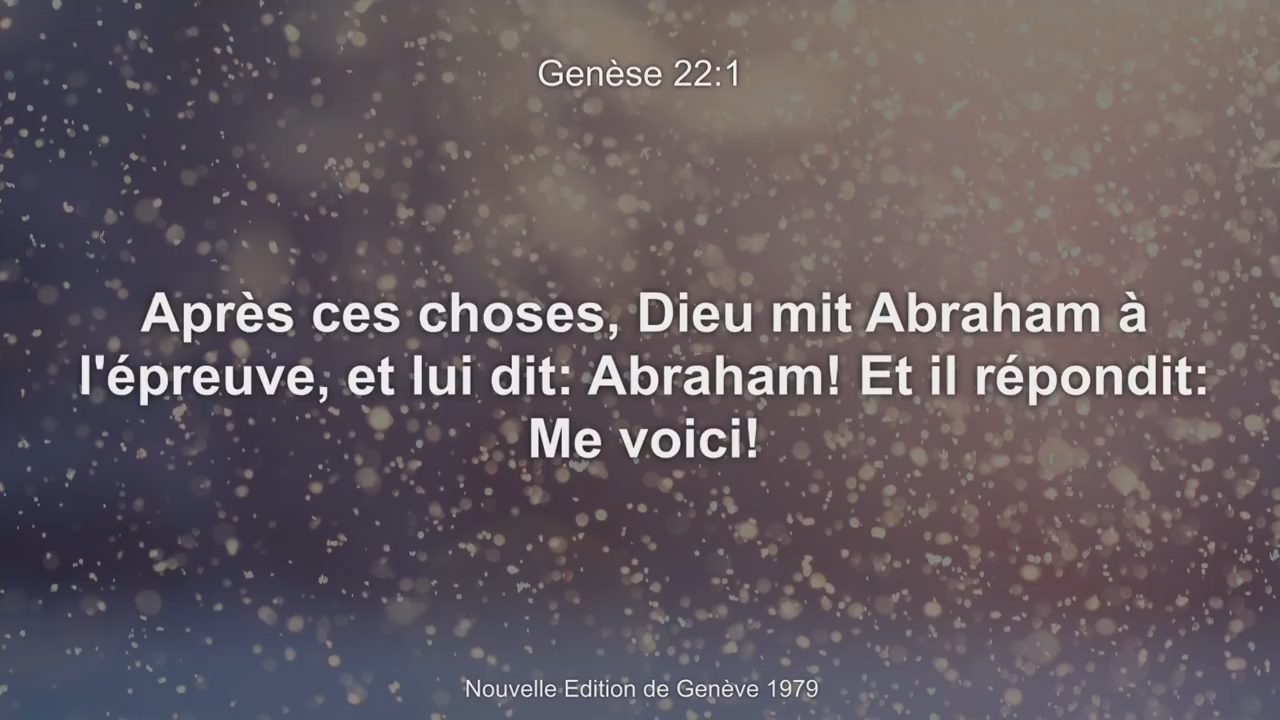 Genèse 22:1
Après ces choses, Dieu mit Abraham à
l'épreuve, et lui dit: Abraham! Et il répondit:
Me voici!
Nouvelle Edition de Genève 1979